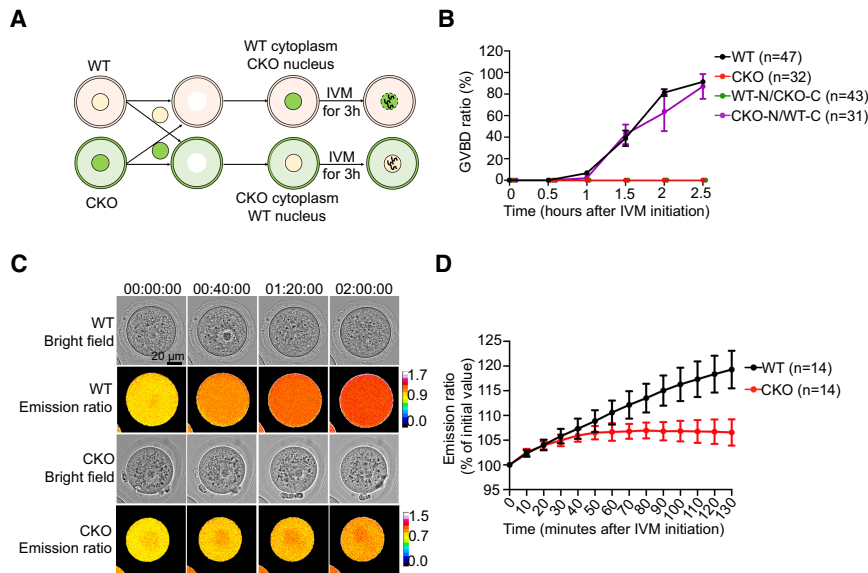 A
WT
WT cytoplasm
CKO nucleus
IVM
for 3h
IVM
for 3h
CKO
CKO cytoplasm
WT nucleus
B
GVBD ratio (%)
120
100
80
60
40
20
0
0 0.5 1 1.5 2 2.5
Time (hours after IVM initiation)
WT (n=47)
CKO (n=32)
WT-N/CKO-C (n=43)
CKO-N/WT-C (n=31)
C
00:00:00 00:40:00 01:20:00 02:00:00
WT
Bright field
20 µm
WT
Emission ratio
1.7
0.9
0.0
CKO
Bright field
CKO
Emission ratio
1.5
0.0
D
Emission ratio
(% of initial value)
125
120
115
110
105
100
95
0 10 20 30 40 50 60 70 80 90 100 110 120 130
Time (minutes after IVM initiation)
WT (n=14)
CKO (n=14)